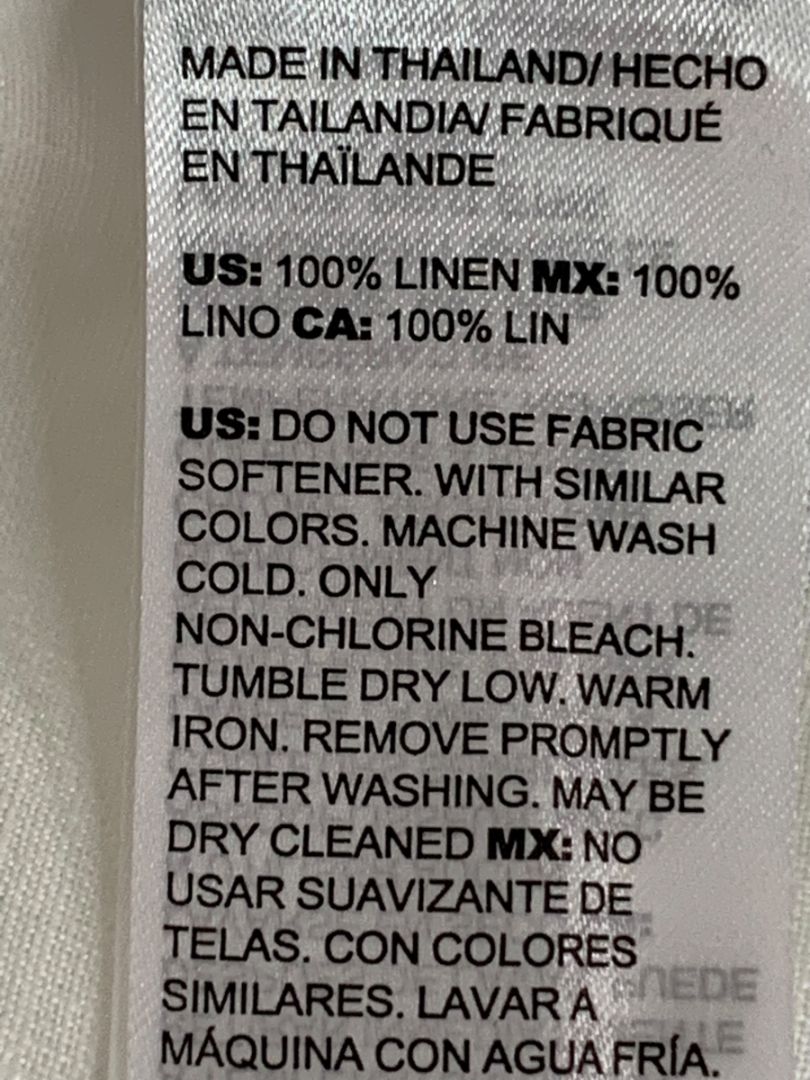 MADE IN THAILAND/ HECHO
EN TAILANDIA/ FABRIQUÉ
EN THAÏLANDE
US: 100% LINEN MX: 100%
LINO CA: 100% LIN
US: DO NOT USE FABRIC
SOFTENER. WITH SIMILAR
COLORS. MACHINE WASH
COLD. ONLY
NON-CHLORINE BLEACH.
TUMBLE DRY LOW. WARM
IRON. REMOVE PROMPTLY
AFTER WASHING. MAY BE
DRY CLEANED MX: NO
USAR SUAVIZANTE DE
TELAS. CON COLORES
SIMILARES. LAVAR A
MÁQUINA CON AGUA FRÍA.